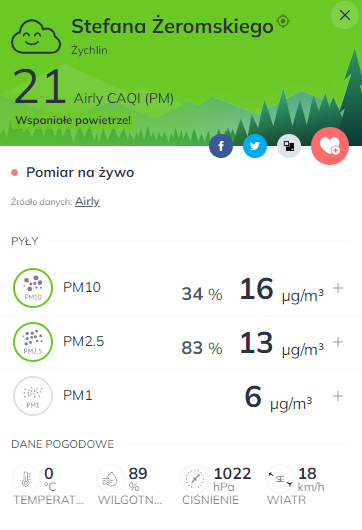 Stefana Żeromskiego
Żychlin
21 Airly CAQI (PM)
Wspaniałe powietrze!
Pomiar na żywo
Źródło danych: Airly
PYŁY
PM10 PM10 34 % 16 µg/m³
PM2.5 PM2.5 83 % 13 µg/m³
PM1 PM1 6 µg/m³
DANE POGODOWE
0 °C TEMPERAT...
89 % WILGOTN...
1022 hPa CIŚNIENIE
SE 18 km/h WIATR